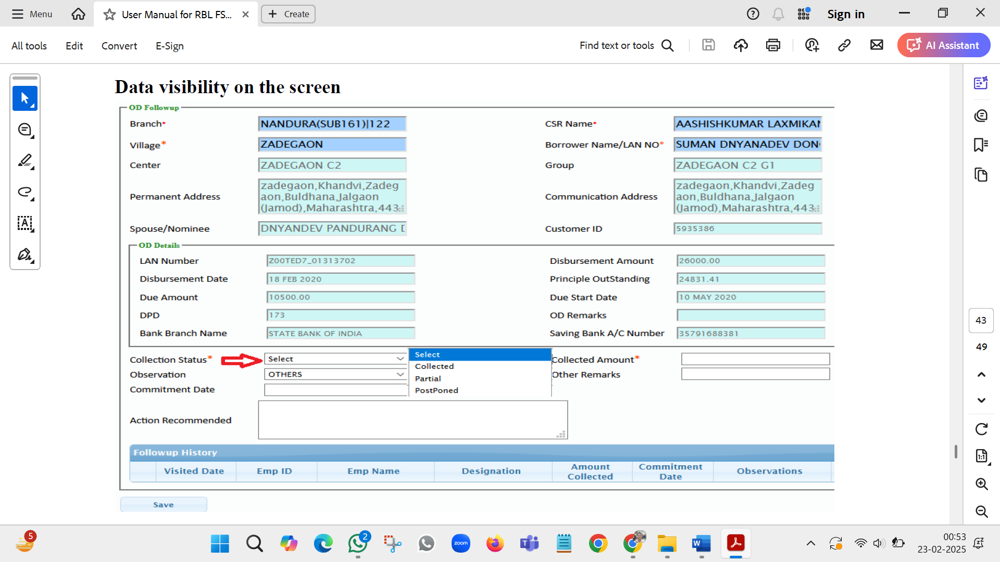 Menu
User Manual for RBL FS...
Create
Sign in
All tools
Edit
Convert
E-Sign
Find text or tools
AI Assistant
Data visibility on the screen
OD Followup
Branch* NANDURA(SUB161)|122 CSR Name*
AASHISHKUMAR
Village* ZADEGAON Borrower Name/LAN NO* SUMAN DNYANADEV
Center ZADEGAON C2 Group ZADEGAON C2 G1
Permanent Address
zadegaon,Khandvi,Zadeg
aon,Buldhana,Jalgaon
(Jamod),Maharashtra,443
Communication Address
zadegaon,Khandvi,Zadeg
aon,Buldhana,Jalgaon
(Jamod),Maharashtra,443
Spouse/Nominee DNYANDEV PANDURANG Customer ID 5935386
OD Details
LAN Number Z00TED7_01313702 Disbursement Amount 26000.00
Disbursement Date 18 FEB 2020 Principle OutStanding 24831.41
Due Amount 10500.00 Due Start Date 10 MAY 2020
DPD 173 OD Remarks
Bank Branch Name STATE BANK OF INDIA Saving Bank A/C Number 35791688381
Collection Status* Select
Select
Collected
Partial
PostPoned
Collected Amount*
Observation OTHERS Other Remarks
Commitment Date
Action Recommended
Followup History
Visited Date
Emp ID
Emp Name
Designation
Amount
Collected
Commitment
Date
Observations
Save
43
49
1:1
5
2
zoom
00:53
23-02-2025